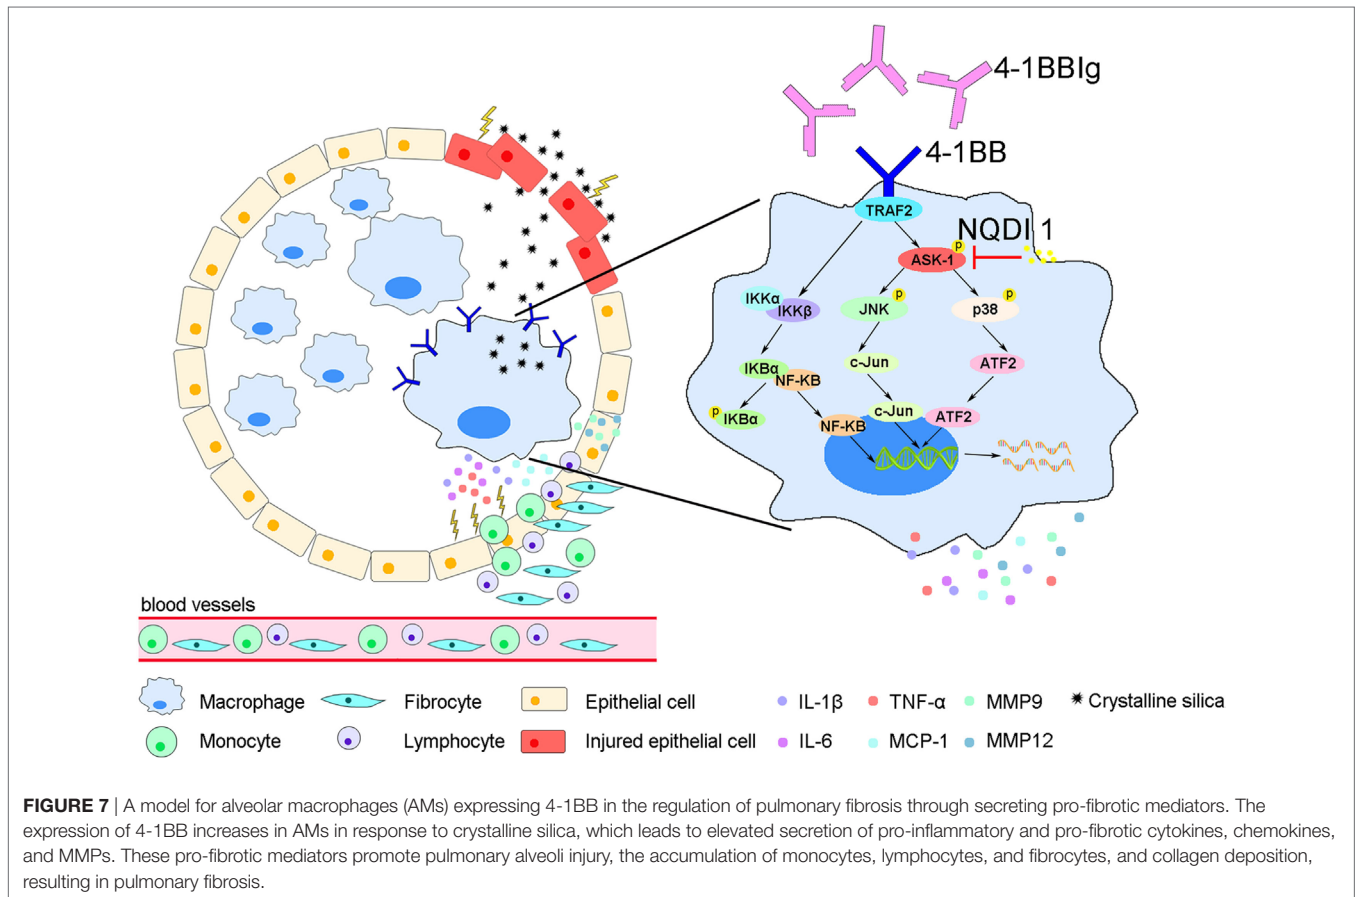 4-1BBIg
4-1BB
TRAF2
NQDI 1
p
ASK-1
IKKα
IKKβ
JNK
p
p38
p
IKBα
NF-KB
c-Jun
ATF2
p
IKBα
NF-KB
c-Jun
ATF2
blood vessels
Macrophage
Fibrocyte
Epithelial cell
IL-1β
TNF-α
MMP9
Crystalline silica
Monocyte
Lymphocyte
Injured epithelial cell
IL-6
MCP-1
MMP12
FIGURE 7 | A model for alveolar macrophages (AMs) expressing 4-1BB in the regulation of pulmonary fibrosis through secreting pro-fibrotic mediators. The
expression of 4-1BB increases in AMs in response to crystalline silica, which leads to elevated secretion of pro-inflammatory and pro-fibrotic cytokines, chemokines,
and MMPs. These pro-fibrotic mediators promote pulmonary alveoli injury, the accumulation of monocytes, lymphocytes, and fibrocytes, and collagen deposition,
resulting in pulmonary fibrosis.